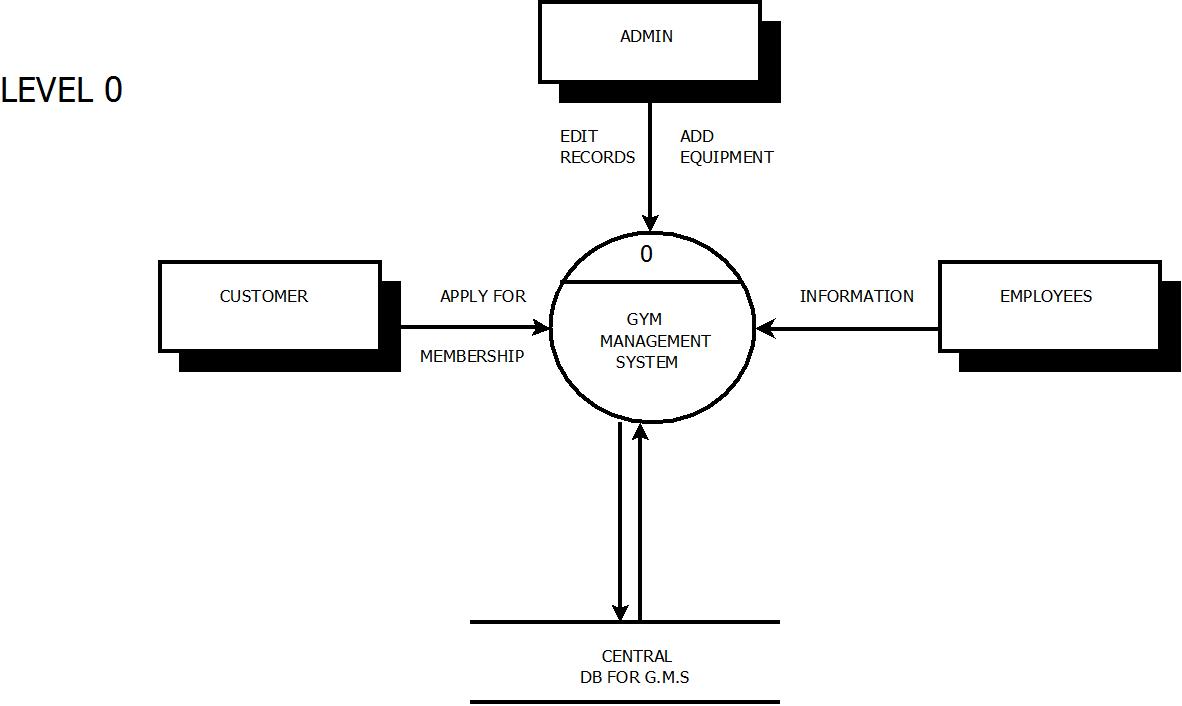 ADMIN
LEVEL 0
EDIT
RECORDS
ADD
EQUIPMENT
0
CUSTOMER
APPLY FOR
MEMBERSHIP
GYM
MANAGEMENT
SYSTEM
INFORMATION
EMPLOYEES
CENTRAL
DB FOR G.M.S